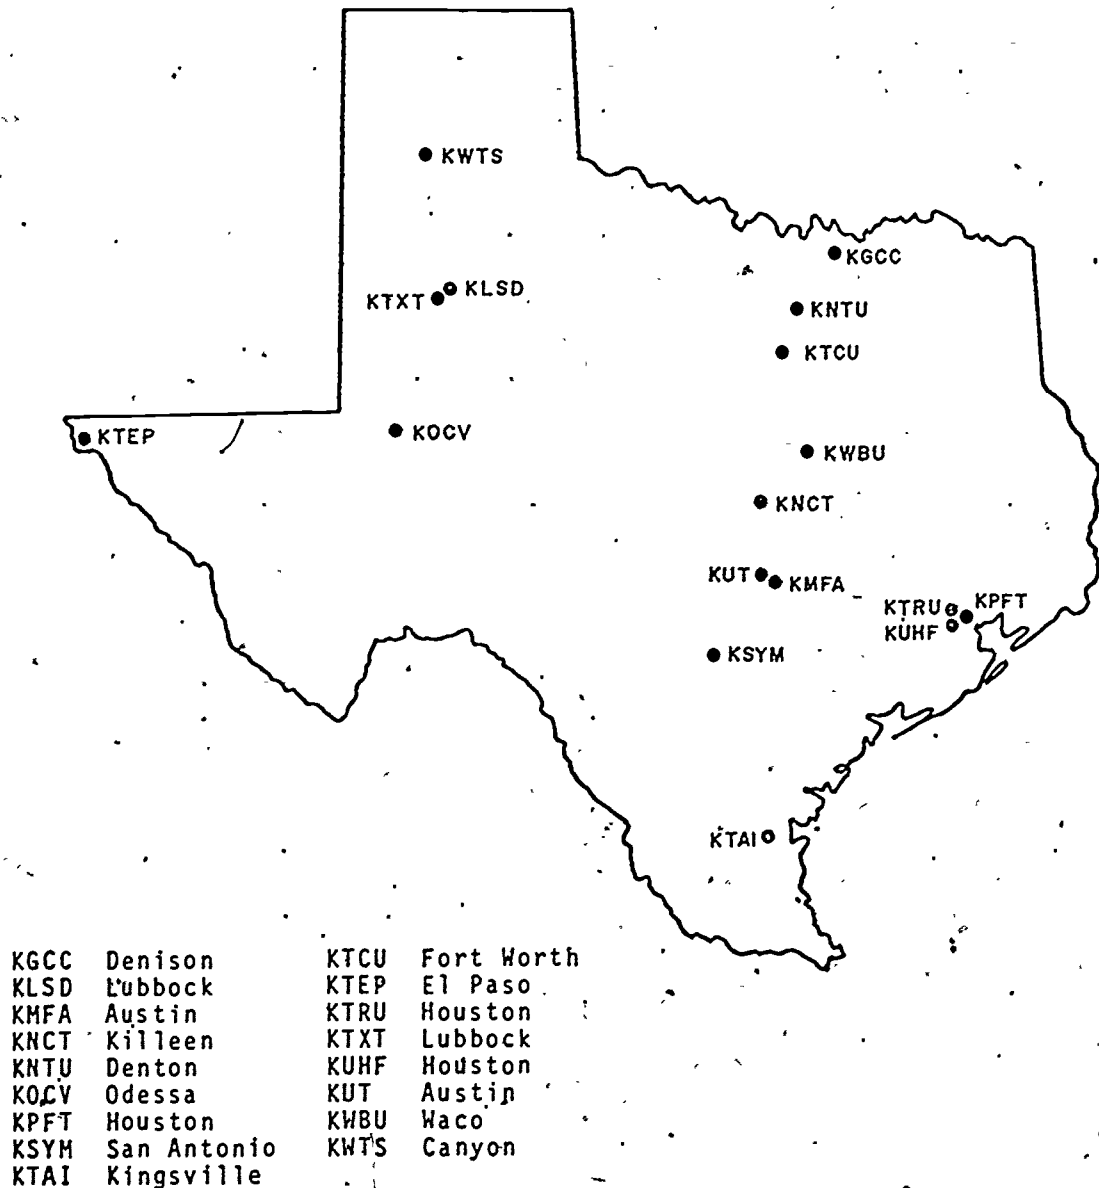 KWTS
KGCC
KLSD
KTXT
KNTU
KTCU
KTEP
KOCV
KWBU
KNCT
KUT
KMFA
KTRU
KPFT
KUHF
KSYM
KTAI
KGCC Denison KTCU Fort Worth
KLSD Lubbock KTEP El Paso
KMFA Austin KTRU Houston
KNCT Killeen KTXT Lubbock
KNTU Denton KUHF Houston
KOCV Odessa KUT Austin
KPFT Houston KWBU Waco
KSYM San Antonio KWTS Canyon
KTAI Kingsville